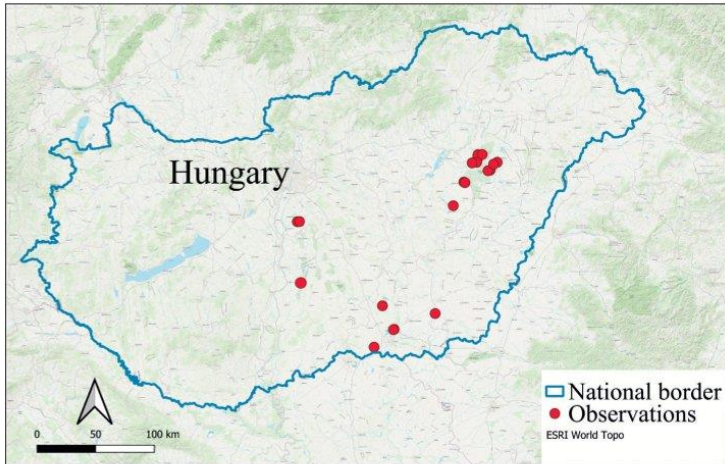 Hungary
National border
Observations
ESRI World Topo
0 50 100 km